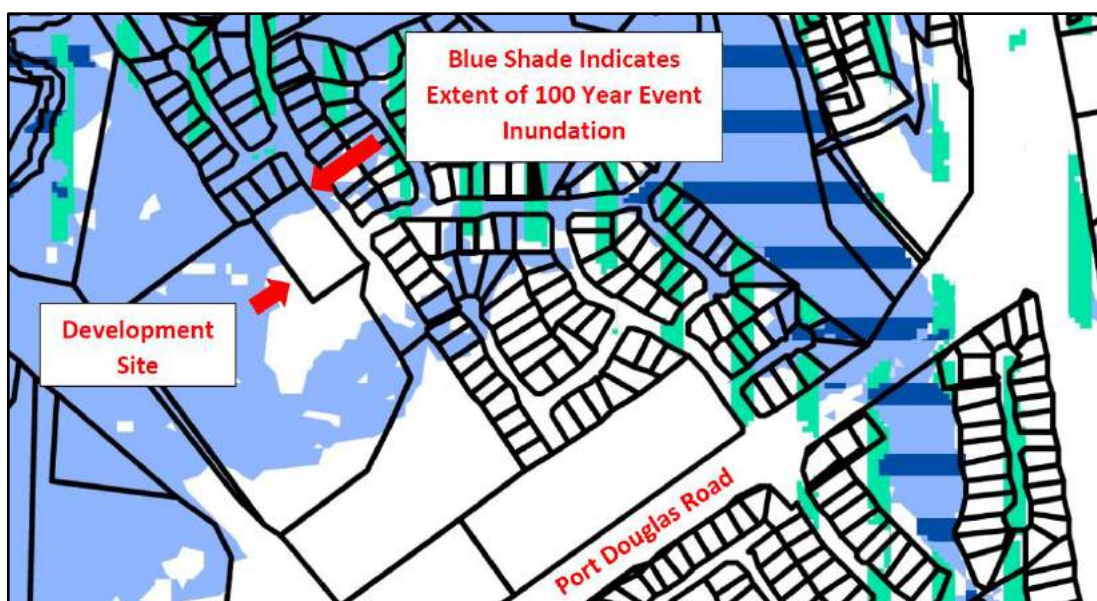 Blue Shade Indicates
Extent of 100 Year Event
Inundation
Development
Site
Port Douglas Road